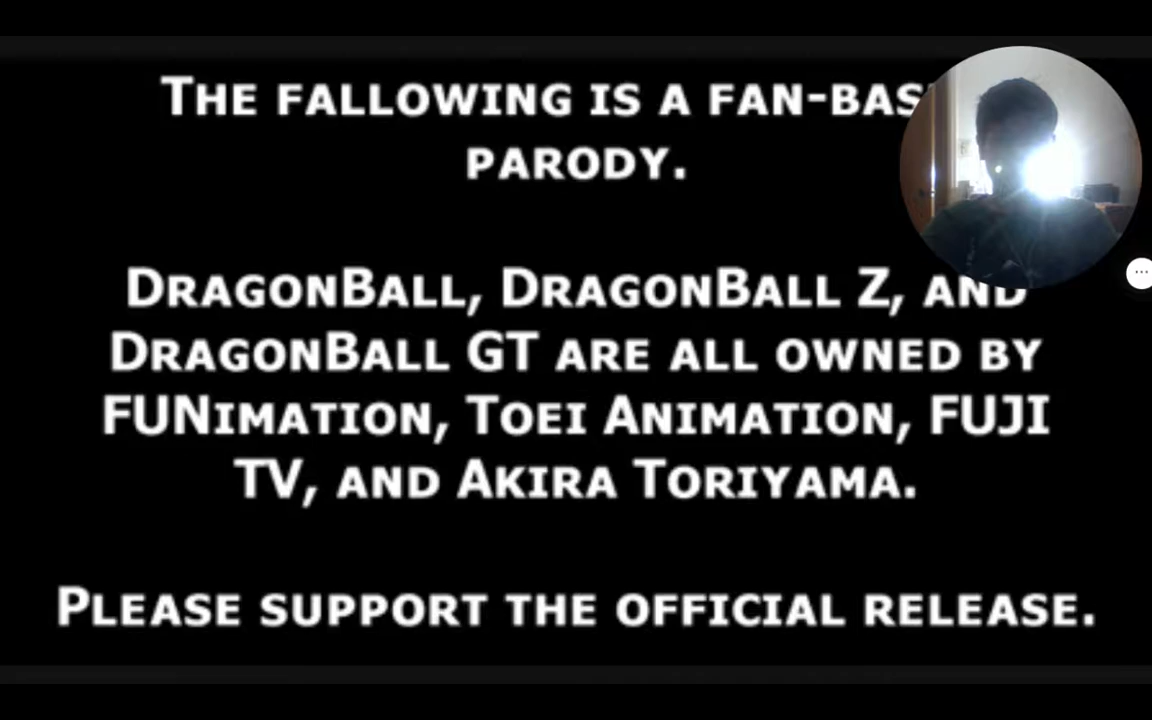 THE FALLOWING IS A FAN-BAS
PARODY.
DRAGONBALL, DRAGONBALL Z, AND
DRAGONBALL GT ARE ALL OWNED BY
FUNIMATION, TOEI ANIMATION, FUJI
TV, AND AKIRA TORIYAMA.
PLEASE SUPPORT THE OFFICIAL RELEASE.